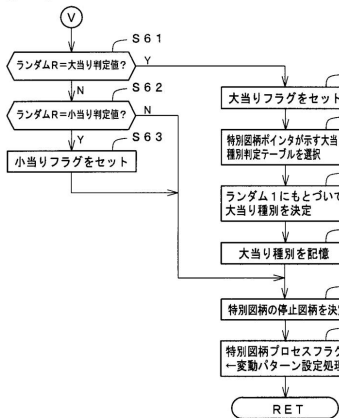 V
S61
ランダムR=大当り判定値?
Y
N
S62
ランダムR=小当り判定値?
N
Y
S63
小当りフラグをセット
大当りフラグをセット
特別図柄ポインタが示す大当
種別判定テーブルを選択
ランダム1にもとづいて
大当り種別を決定
大当り種別を記憶
特別図柄の停止図柄を決定
特別図柄プロセスフラグ
←変動パターン設定処理
RET